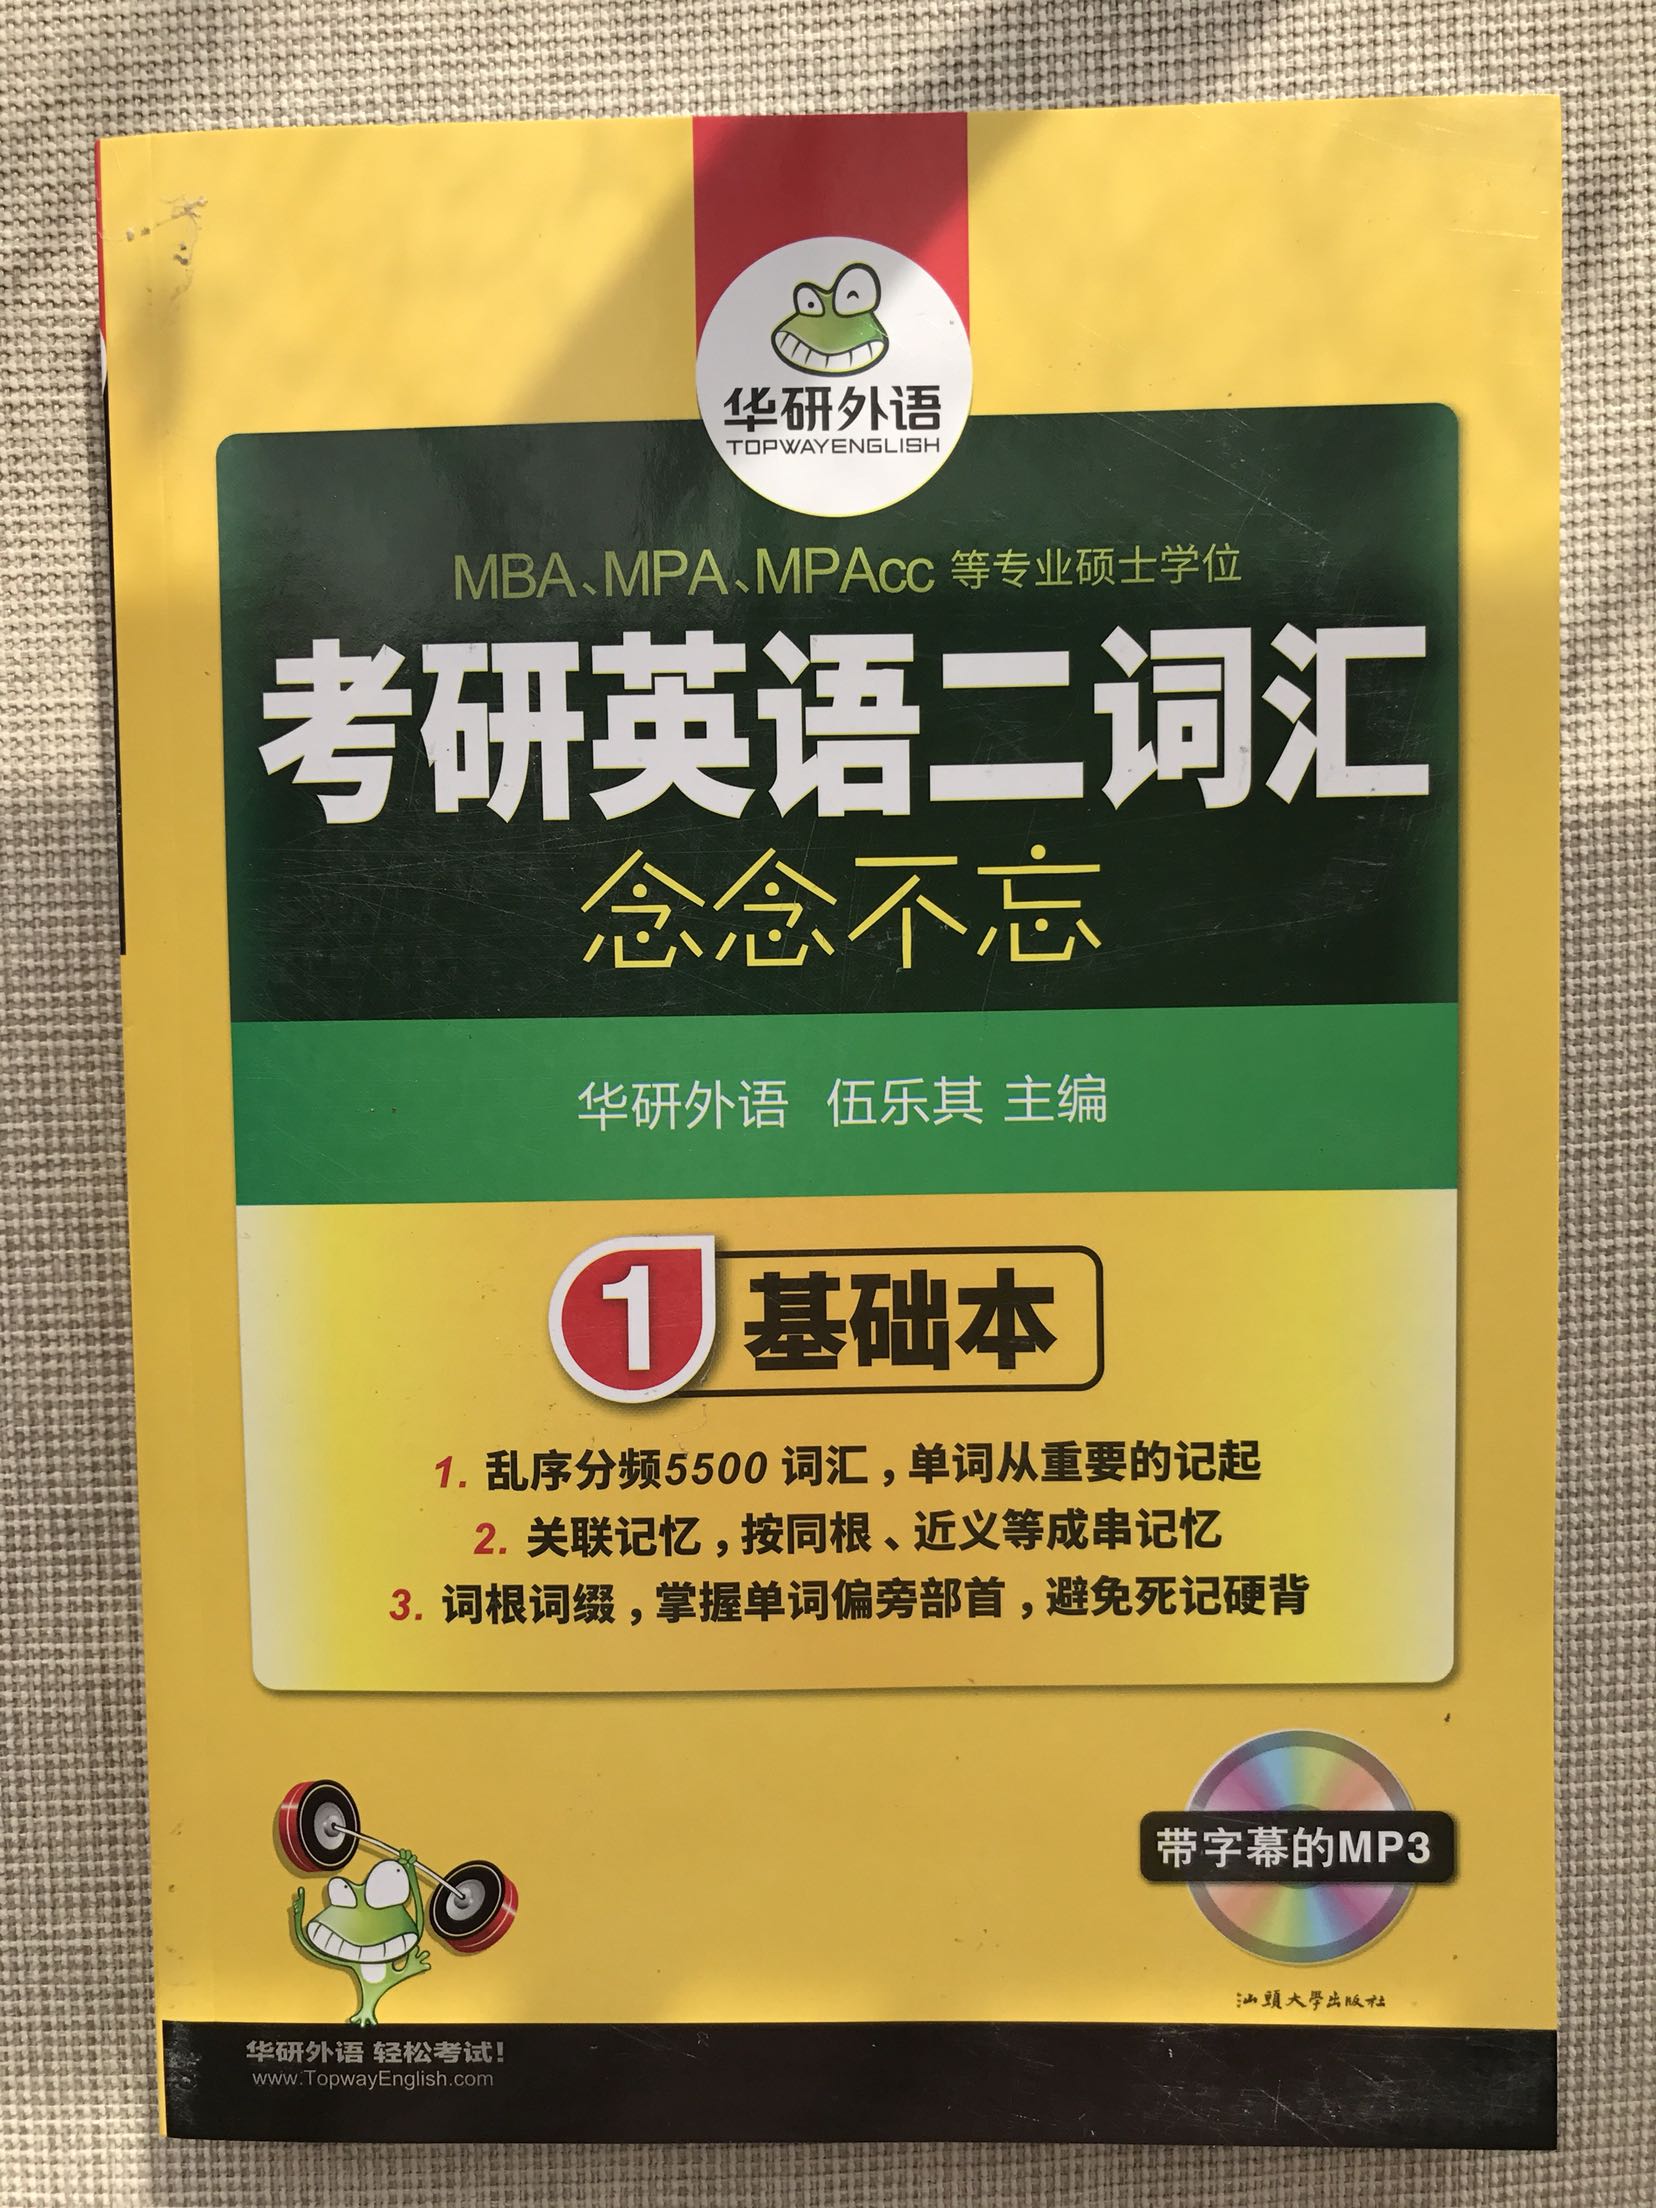 华研外语
TOPWAYENGLISH
MBA、MPA、MPAcc 等专业硕士学位
考研英语二词汇
念念不忘
华研外语 伍乐其 主编
1 基础本
1. 乱序分频5500 词汇，单词从重要的记起
2. 关联记忆，按同根、近义等成串记忆
3. 词根词缀，掌握单词偏旁部首，避免死记硬背
带字幕的MP3
汕頭大學出版社
华研外语 轻松考试！
www.TopwayEnglish.com